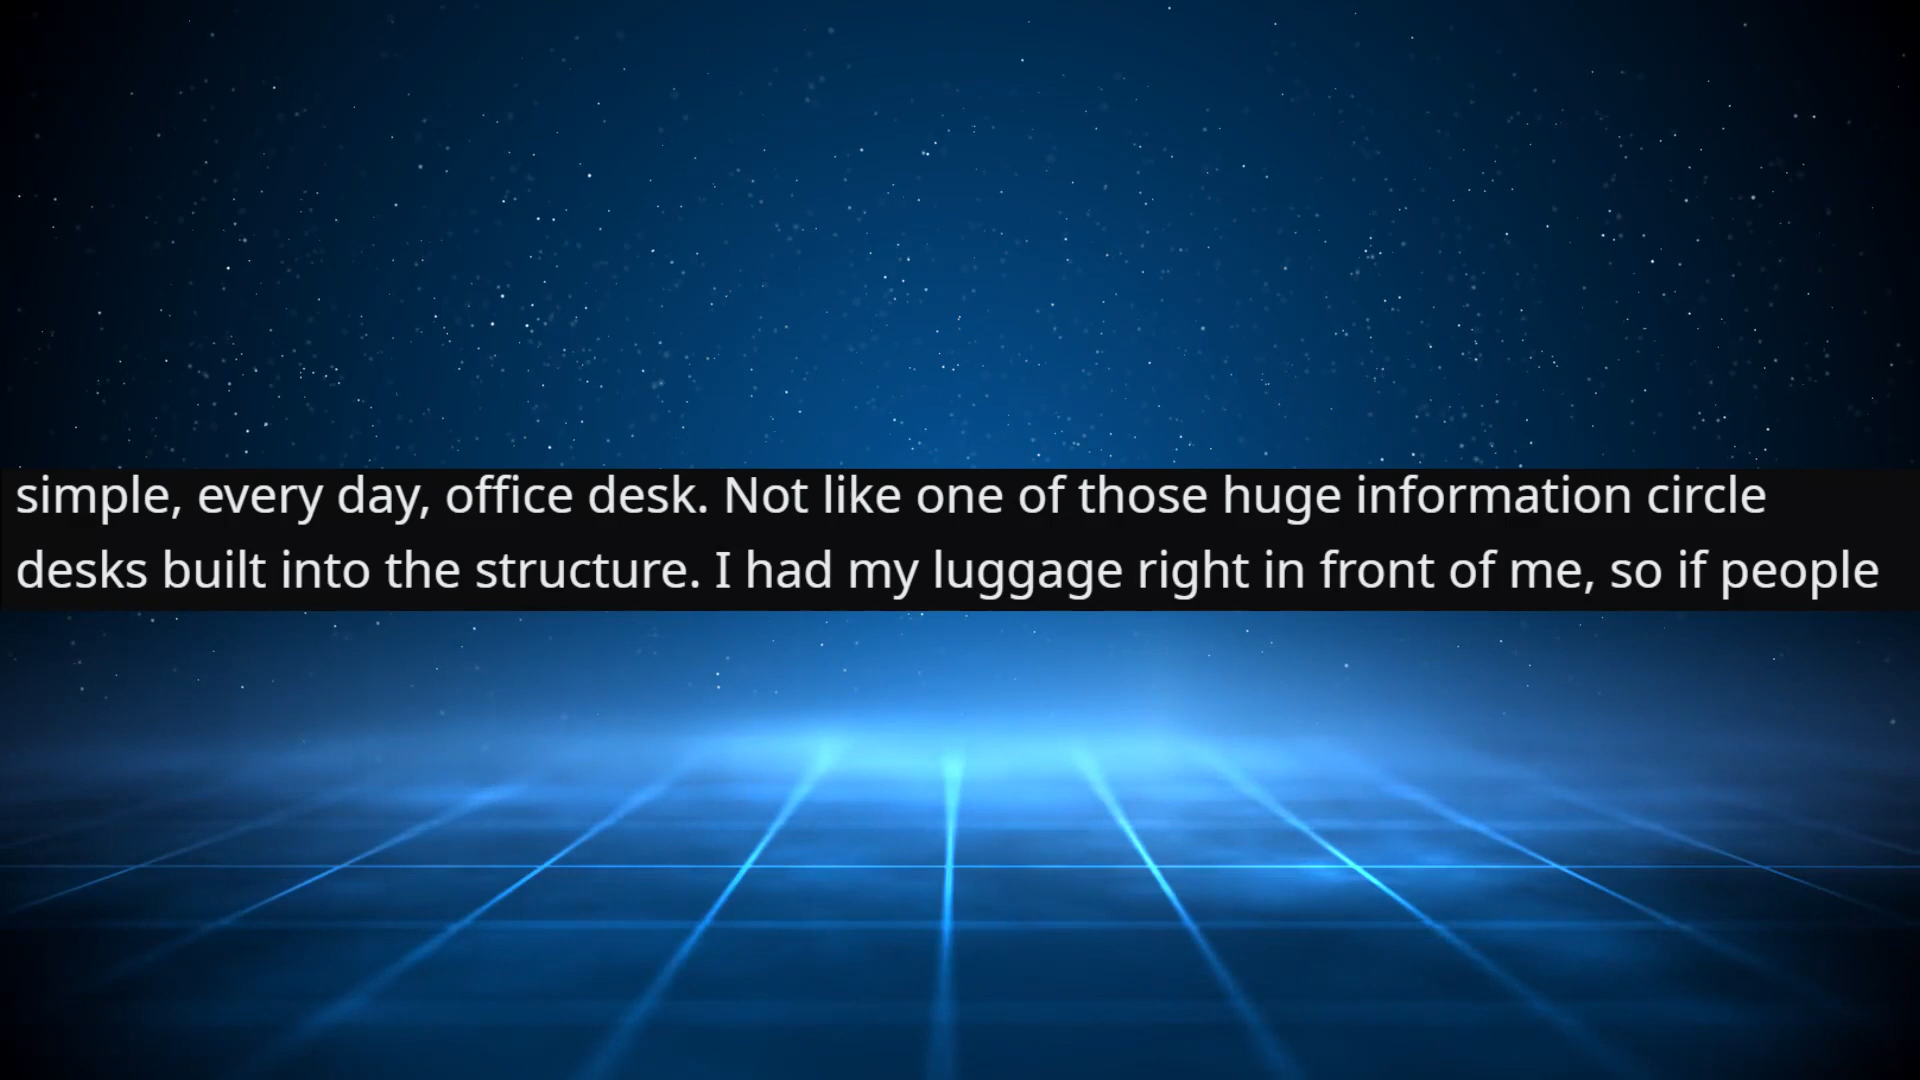 simple, every day, office desk. Not like one of those huge information circle
desks built into the structure. I had my luggage right in front of me, so if people